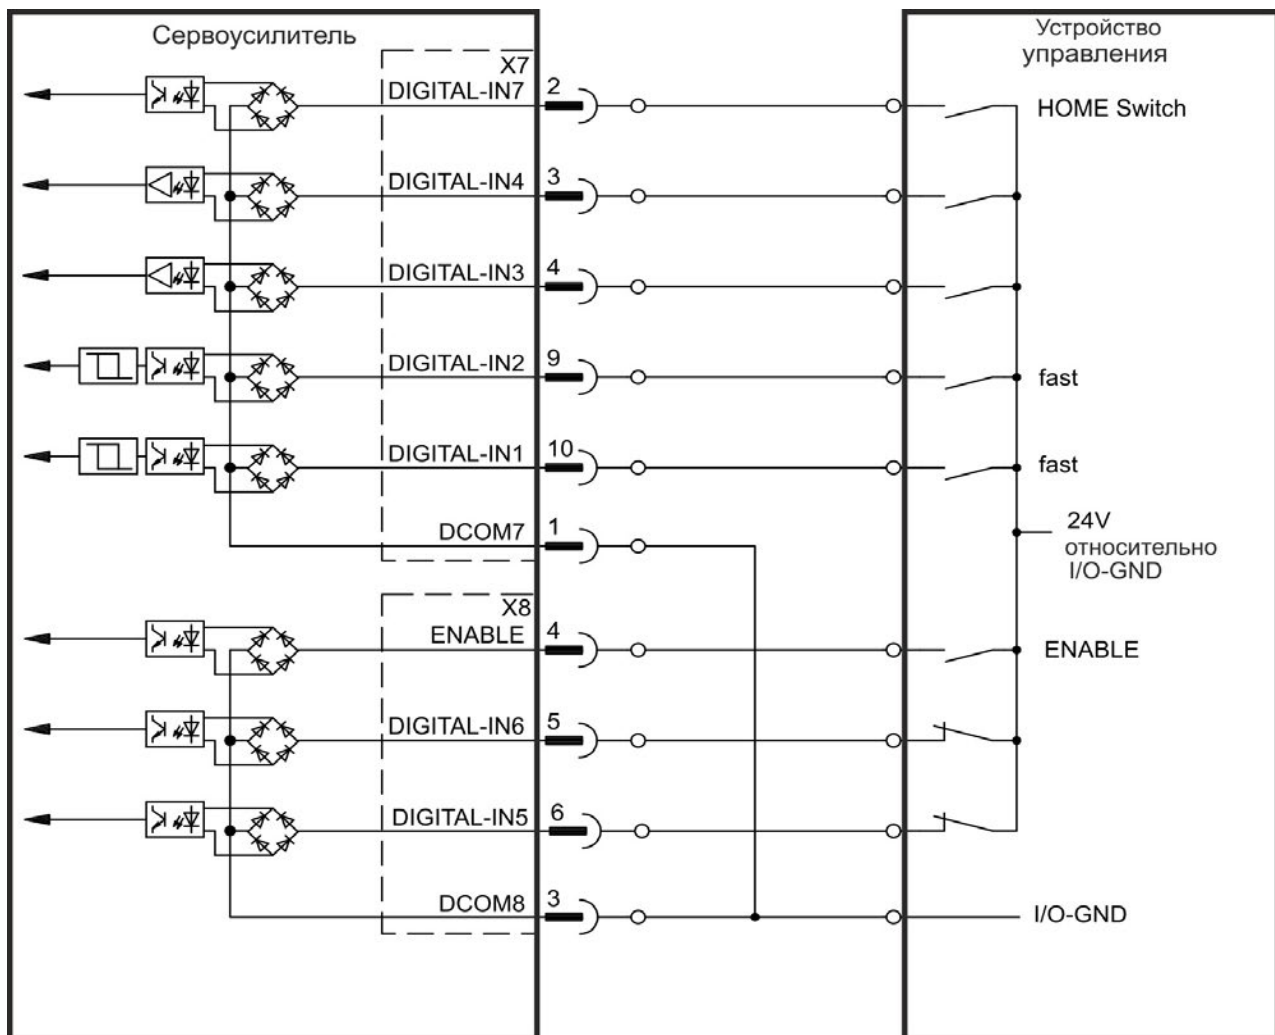 Сервоусилитель
Устройство
управления
X7
DIGITAL-IN7 2
HOME Switch
DIGITAL-IN4 3
DIGITAL-IN3 4
DIGITAL-IN2 9
fast
DIGITAL-IN1 10
fast
DCOM7 1
24V
относительно
I/O-GND
X8
ENABLE 4
ENABLE
DIGITAL-IN6 5
DIGITAL-IN5 6
DCOM8 3
I/O-GND